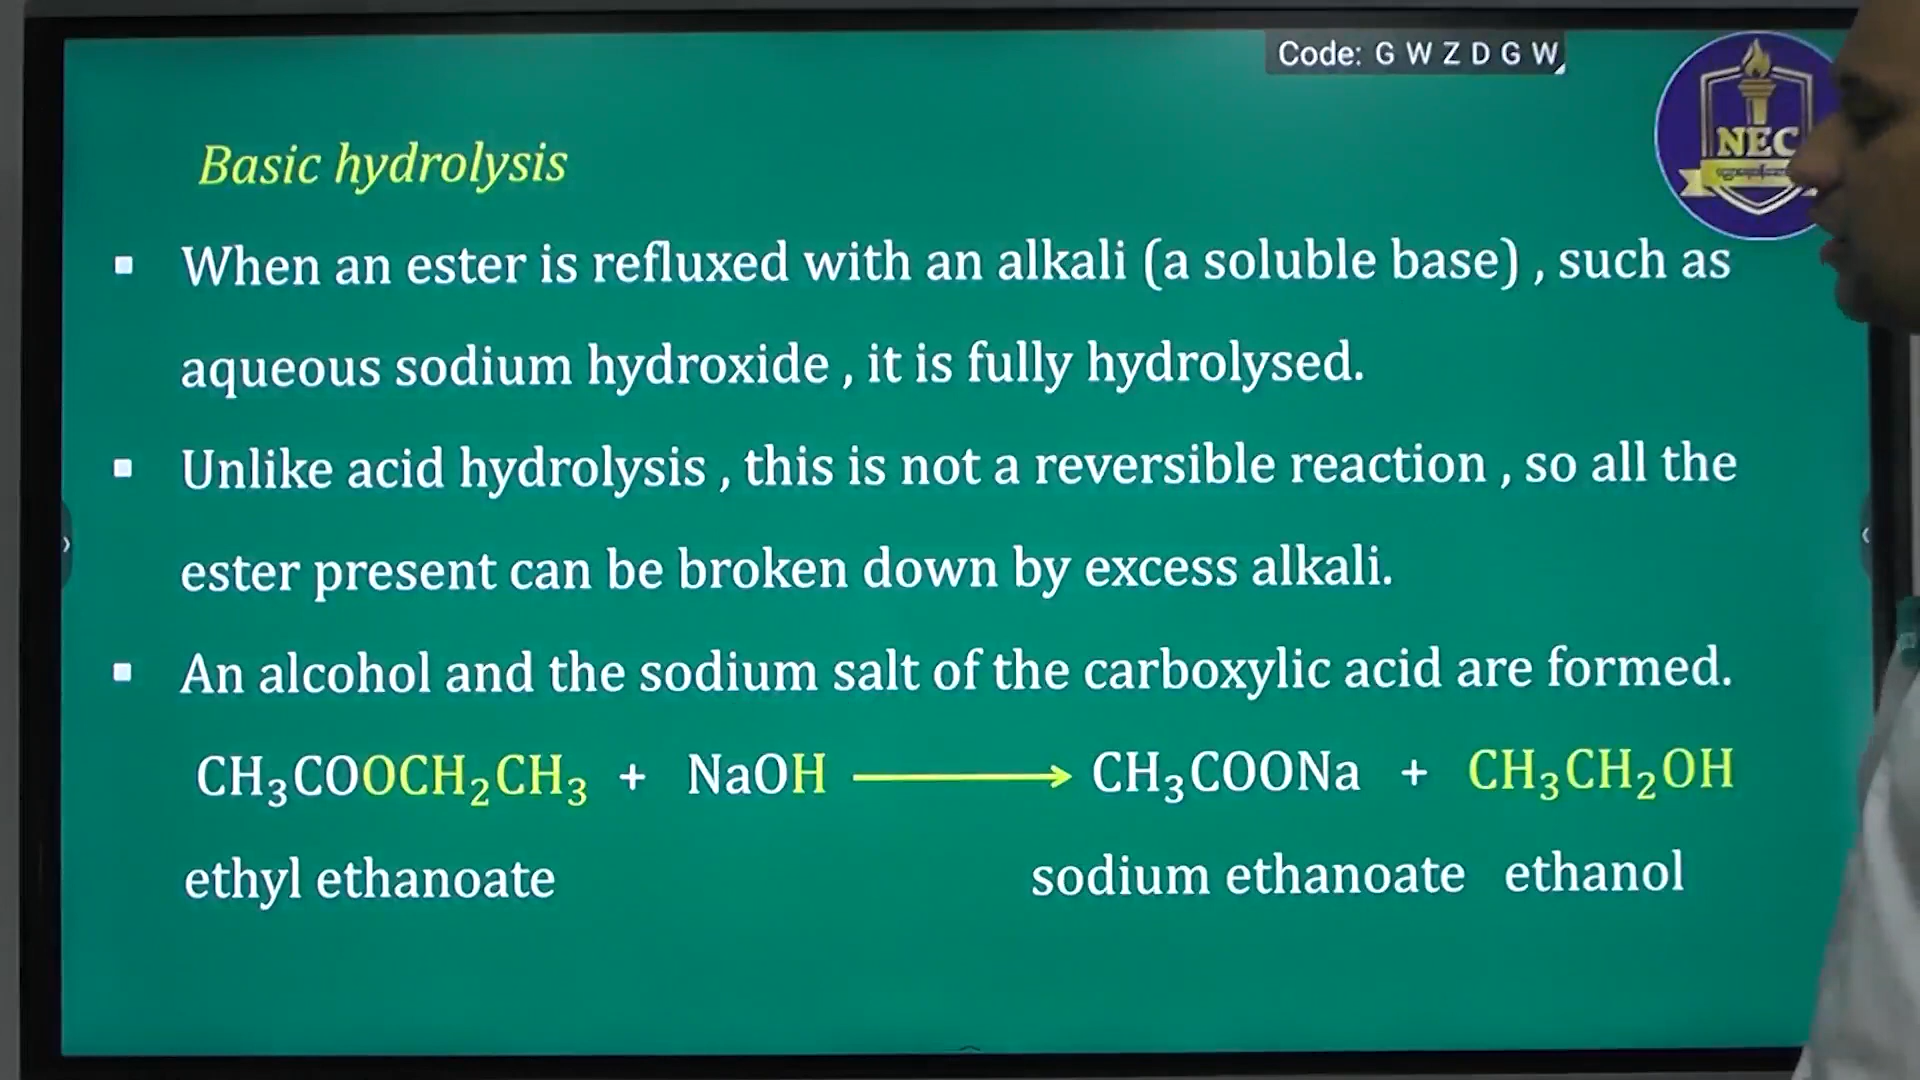 Code: G W Z D G W
NEC
Basic hydrolysis
▪ When an ester is refluxed with an alkali (a soluble base) , such as
aqueous sodium hydroxide , it is fully hydrolysed.
▪ Unlike acid hydrolysis , this is not a reversible reaction , so all the
ester present can be broken down by excess alkali.
▪ An alcohol and the sodium salt of the carboxylic acid are formed.
CH₃COOCH₂CH₃ + NaOH ⟶ CH₃COONa + CH₃CH₂OH
ethyl ethanoate sodium ethanoate ethanol